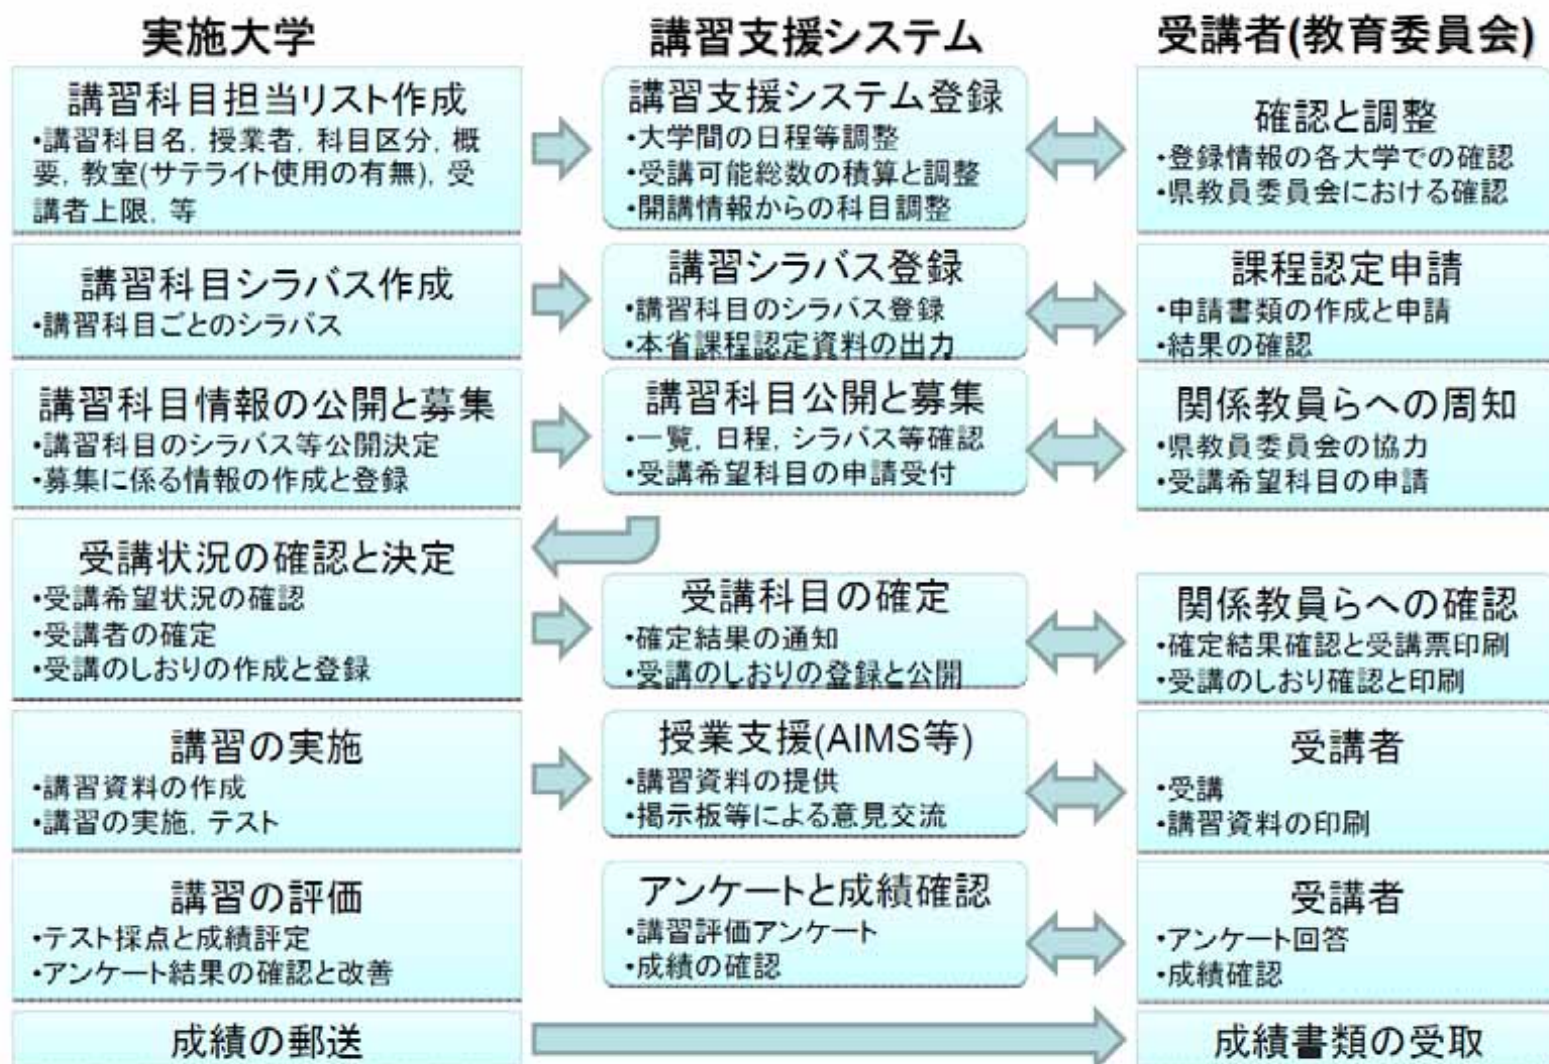 実施大学
講習支援システム
受講者(教育委員会)
講習科目担当リスト作成
•講習科目名, 授業者, 科目区分, 概
要, 教室(サテライト使用の有無), 受
講者上限, 等
講習支援システム登録
•大学間の日程等調整
•受講可能総数の積算と調整
•開講情報からの科目調整
確認と調整
•登録情報の各大学での確認
•県教員委員会における確認
講習科目シラバス作成
•講習科目ごとのシラバス
講習シラバス登録
•講習科目のシラバス登録
•本省課程認定資料の出力
課程認定申請
•申請書類の作成と申請
•結果の確認
講習科目情報の公開と募集
•講習科目のシラバス等公開決定
•募集に係る情報の作成と登録
講習科目公開と募集
•一覧, 日程, シラバス等確認
•受講希望科目の申請受付
関係教員らへの周知
•県教員委員会の協力
•受講希望科目の申請
受講状況の確認と決定
•受講希望状況の確認
•受講者の確定
•受講のしおりの作成と登録
受講科目の確定
•確定結果の通知
•受講のしおりの登録と公開
関係教員らへの確認
•確定結果確認と受講票印刷
•受講のしおり確認と印刷
講習の実施
•講習資料の作成
•講習の実施, テスト
授業支援(AIMS等)
•講習資料の提供
•掲示板等による意見交流
受講者
•受講
•講習資料の印刷
講習の評価
•テスト採点と成績評定
•アンケート結果の確認と改善
アンケートと成績確認
•講習評価アンケート
•成績の確認
受講者
•アンケート回答
•成績確認
成績の郵送
成績書類の受取